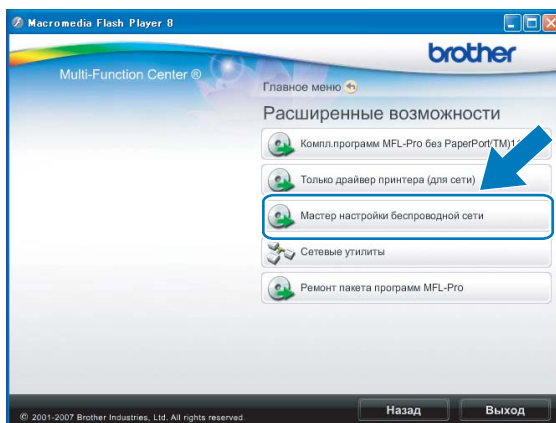 Macromedia Flash Player 8
brother
Multi-Function Center ®
Главное меню
Расширенные возможности
Компл.программ MFL-Pro без PaperPort(TM)
Только драйвер принтера (для сети)
Мастер настройки беспроводной сети
Сетевые утилиты
Ремонт пакета программ MFL-Pro
© 2001-2007 Brother Industries, Ltd. All rights reserved.
Назад
Выход